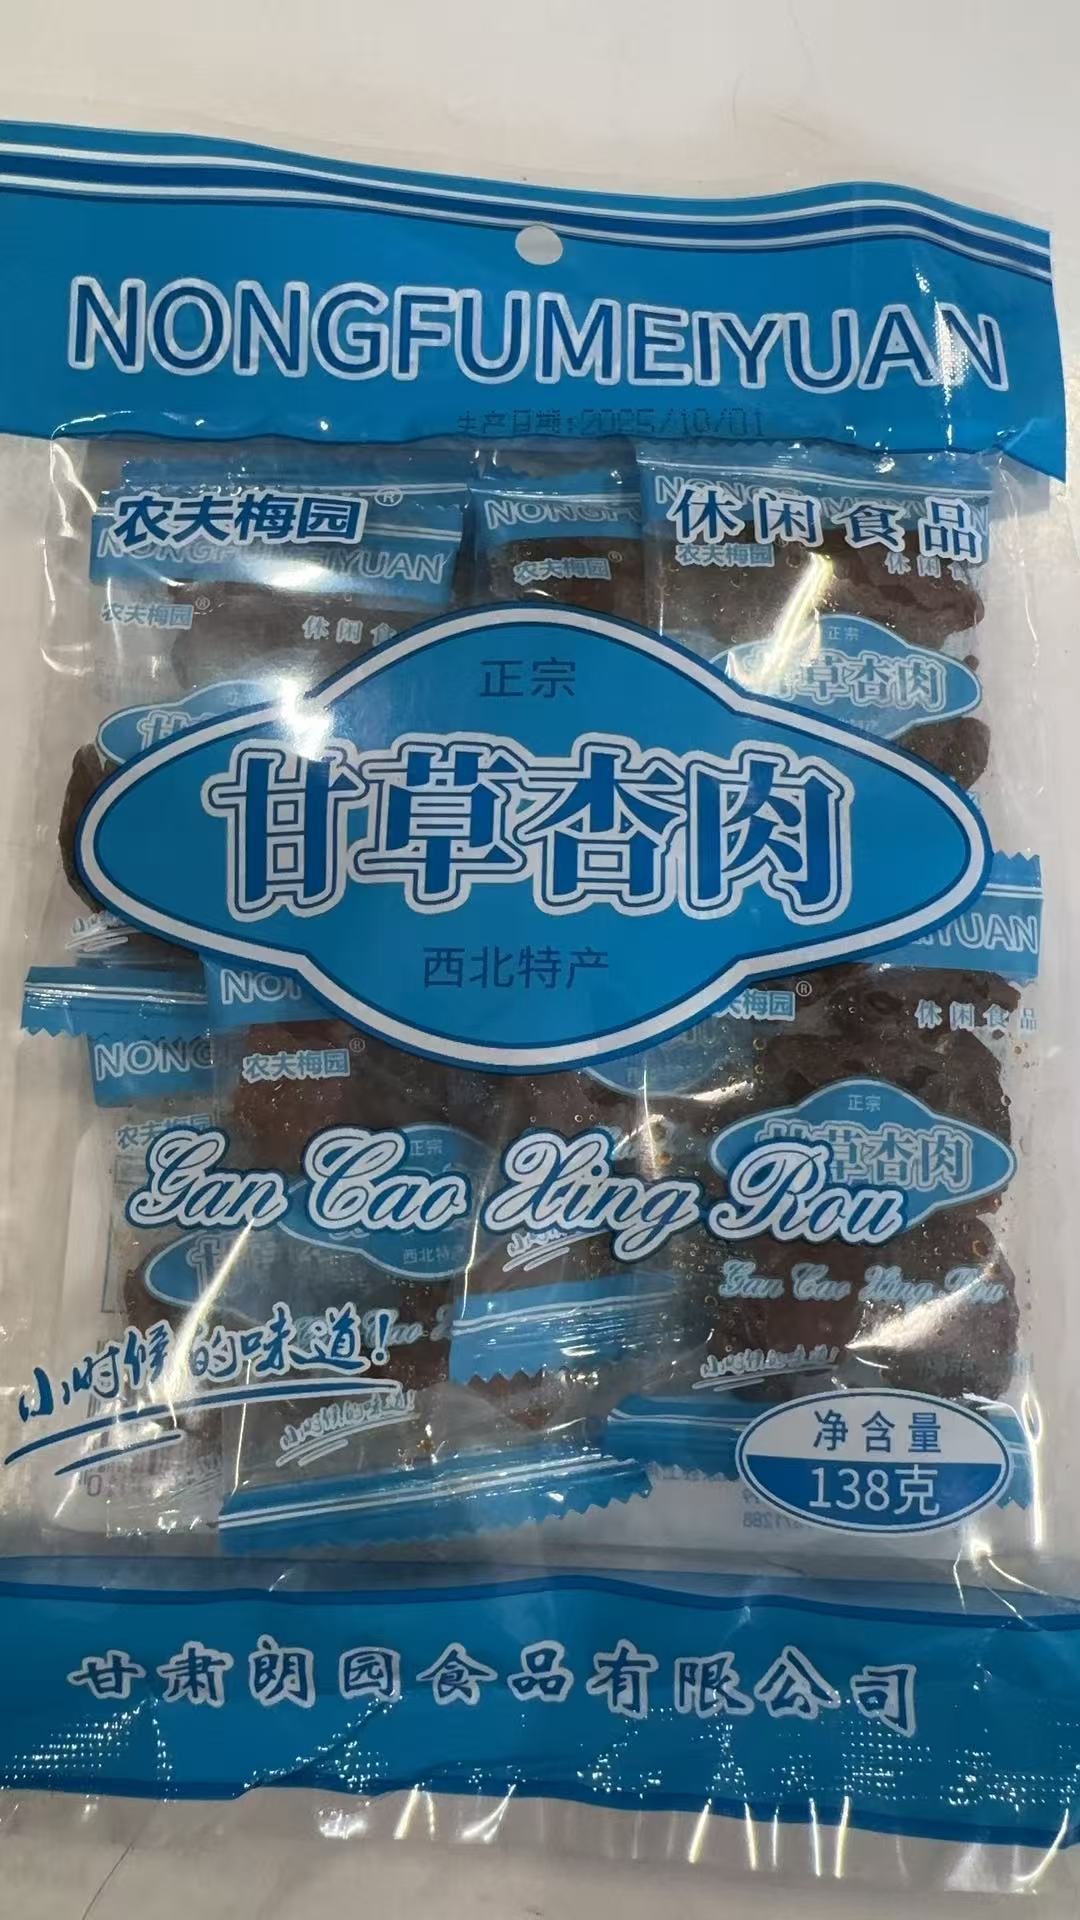 NONGFUMEIYUAN
生产日期:2025/10/01
农夫梅园®
休闲食品
正宗
甘草杏肉
西北特产
Gan Cao Xing Rou
小时候的味道!
净含量
138克
甘肃朗园食品有限公司